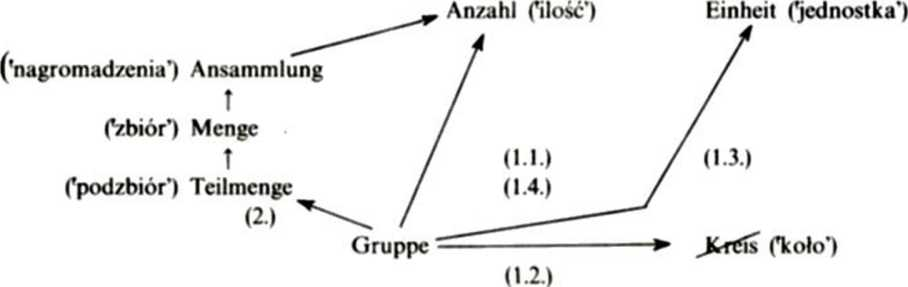 Anzahl ('ilość') Einheit ('jednostka')
('nagromadzenia') Ansammlung
↑
('zbiór') Menge
↑ (1.1.) (1.3.)
('podzbiór') Teilmenge (1.4.)
(2.)
Gruppe Kreis ('koło')
(1.2.)